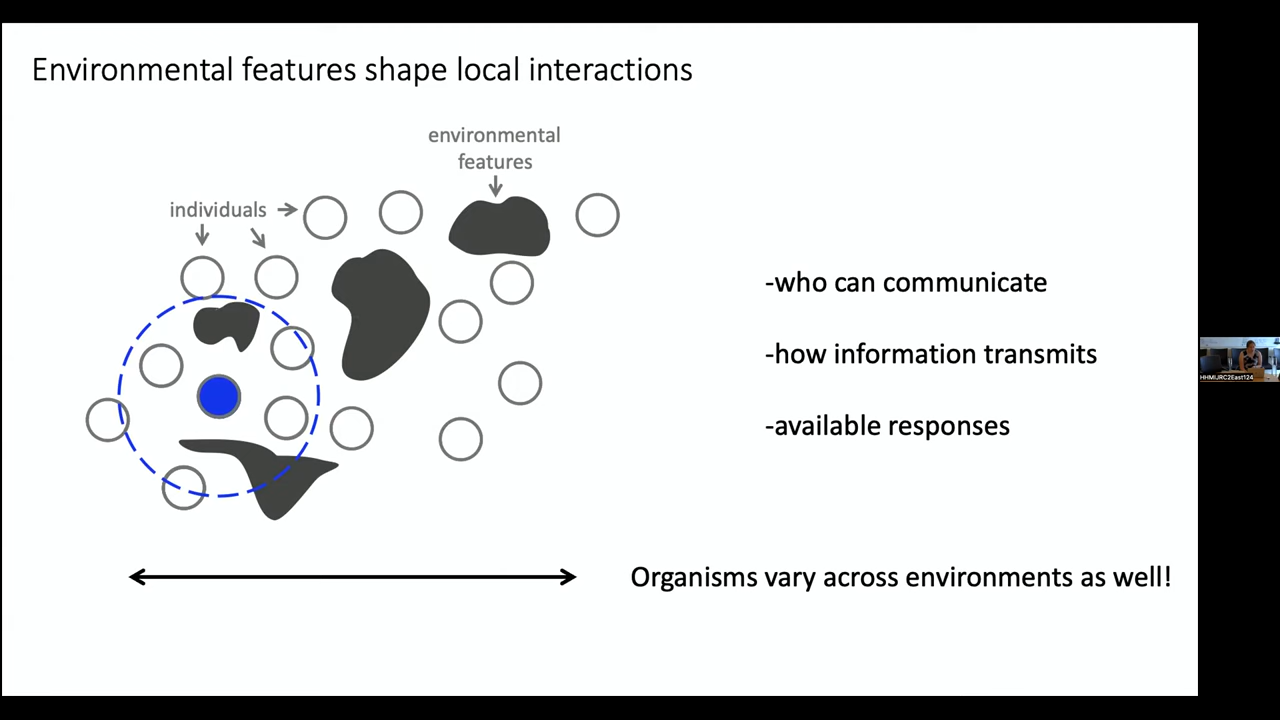 Environmental features shape local interactions
environmental
features
individuals
-who can communicate
-how information transmits
-available responses
Organisms vary across environments as well!
HHMIJRC2East124